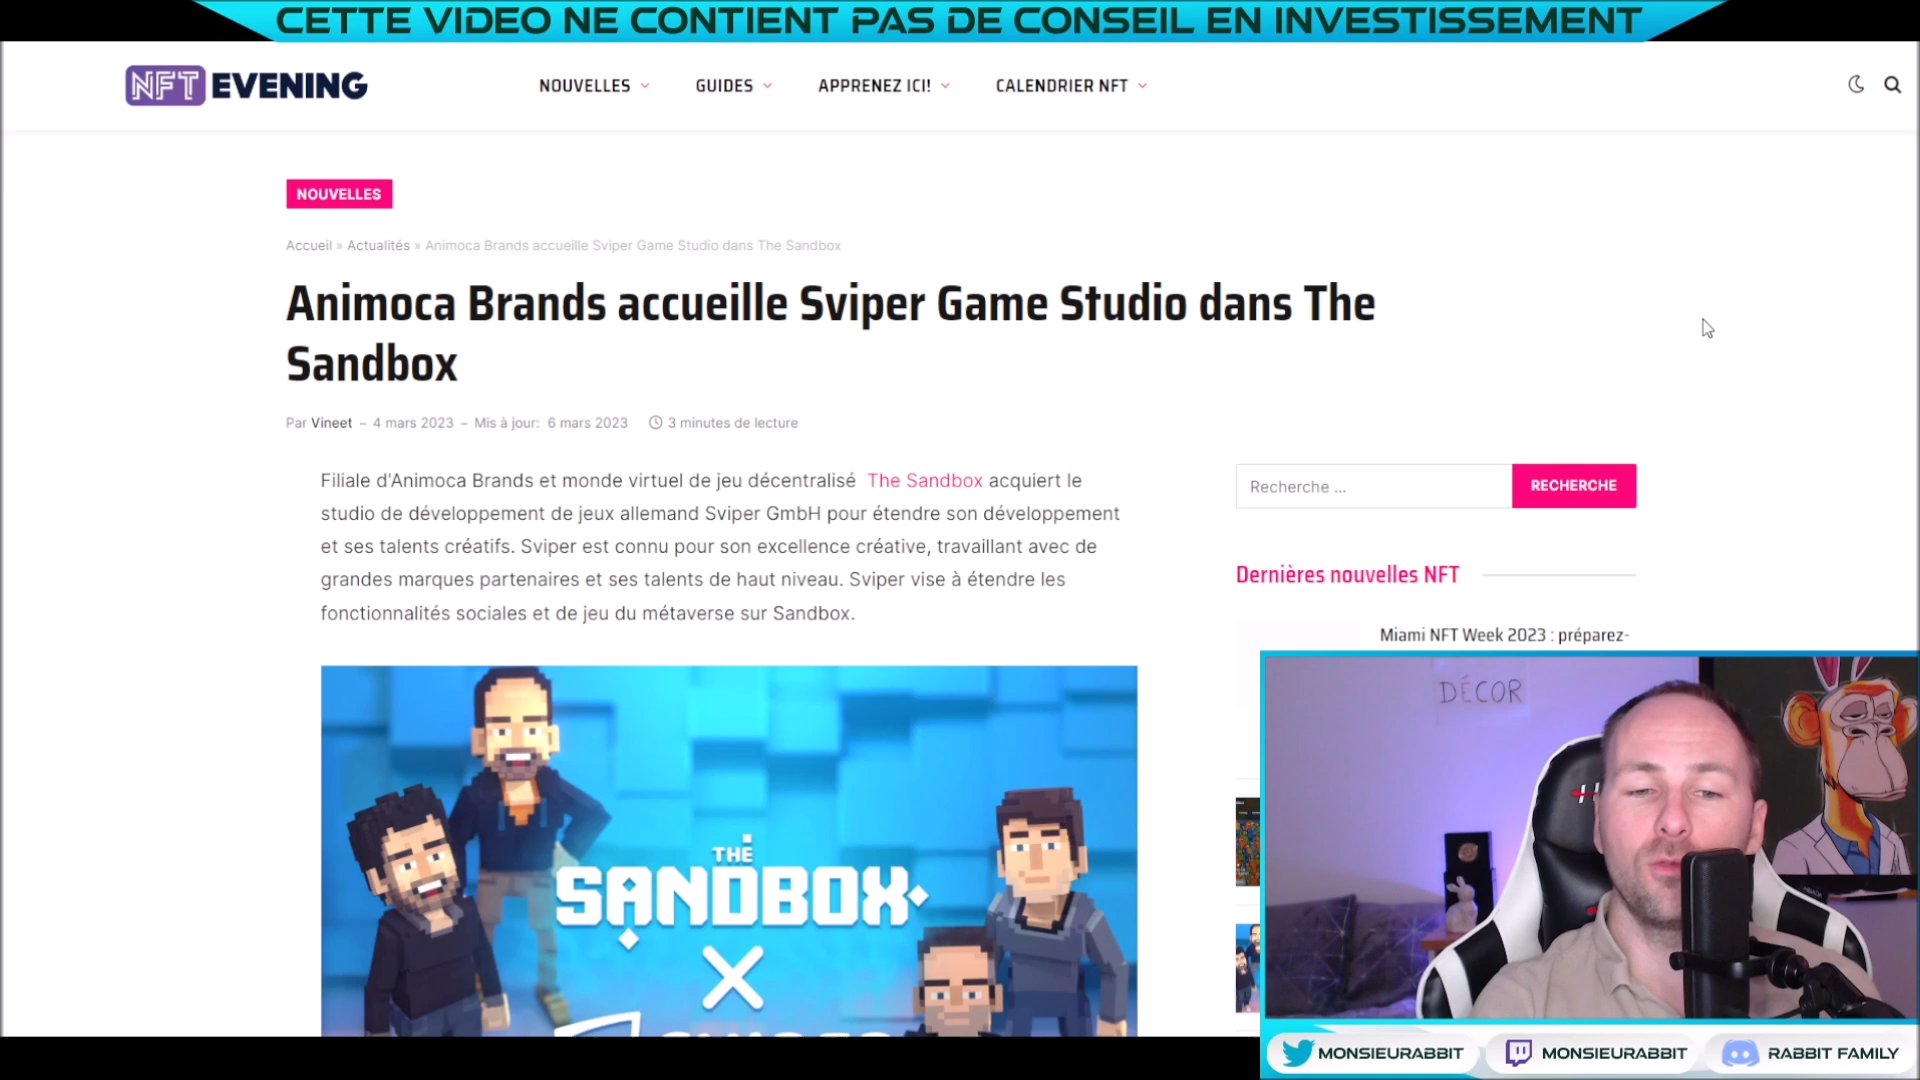 CETTE VIDEO NE CONTIENT PAS DE CONSEIL EN INVESTISSEMENT
NFT EVENING
NOUVELLES
GUIDES
APPRENEZ ICI!
CALENDRIER NFT
NOUVELLES
Accueil » Actualités » Animoca Brands accueille Sviper Game Studio dans The Sandbox
Animoca Brands accueille Sviper Game Studio dans The
Sandbox
Par Vineet – 4 mars 2023 – Mis à jour: 6 mars 2023 3 minutes de lecture
Filiale d'Animoca Brands et monde virtuel de jeu décentralisé The Sandbox acquiert le
studio de développement de jeux allemand Sviper GmbH pour étendre son développement
et ses talents créatifs. Sviper est connu pour son excellence créative, travaillant avec de
grandes marques partenaires et ses talents de haut niveau. Sviper vise à étendre les
fonctionnalités sociales et de jeu du métaverse sur Sandbox.
THE
SANDBOX
X
Recherche ...
RECHERCHE
Dernières nouvelles NFT
Miami NFT Week 2023 : préparez-
DÉCOR
MONSIEURABBIT
MONSIEURABBIT
RABBIT FAMILY